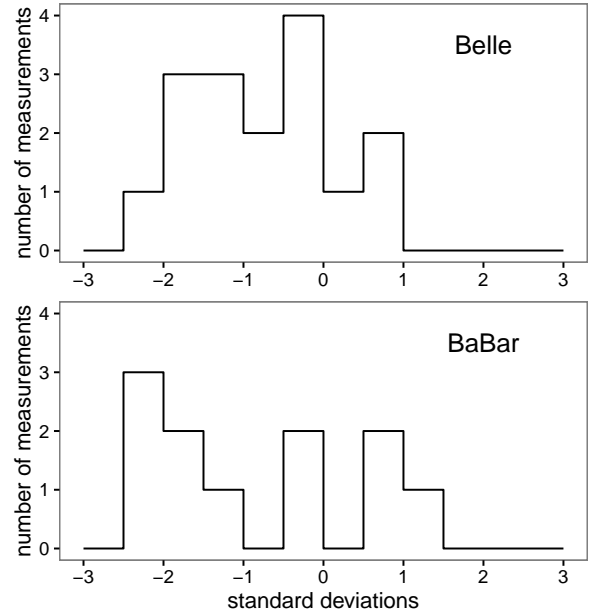 number of measurements
4
3
2
1
0
Belle
−3 −2 −1 0 1 2 3
number of measurements
4
3
2
1
0
BaBar
−3 −2 −1 0 1 2 3
standard deviations